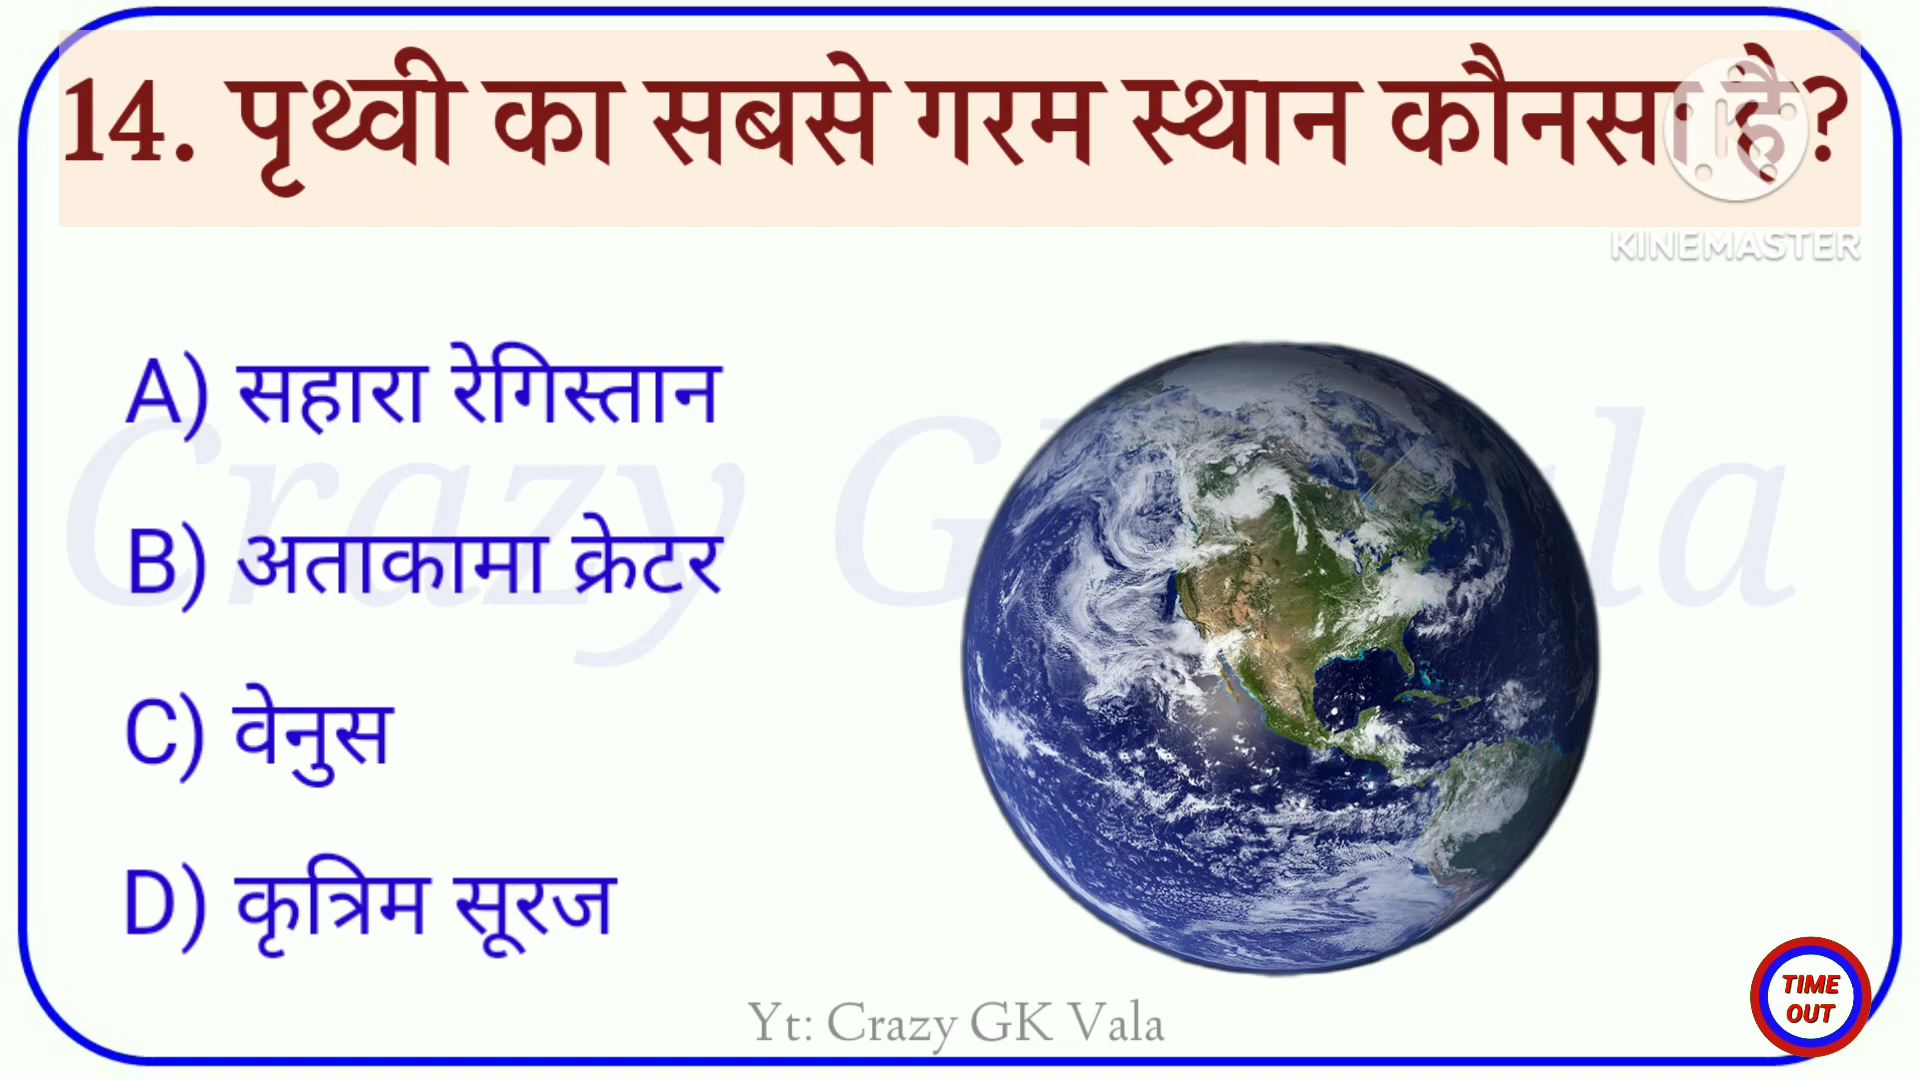 14. पृथ्वी का सबसे गरम स्थान कौनसा है?
KINEMASTER
A) सहारा रेगिस्तान
Crazy GK Vala
B) अताकामा क्रेटर
C) वेनुस
D) कृत्रिम सूरज
TIME
OUT
Yt: Crazy GK Vala